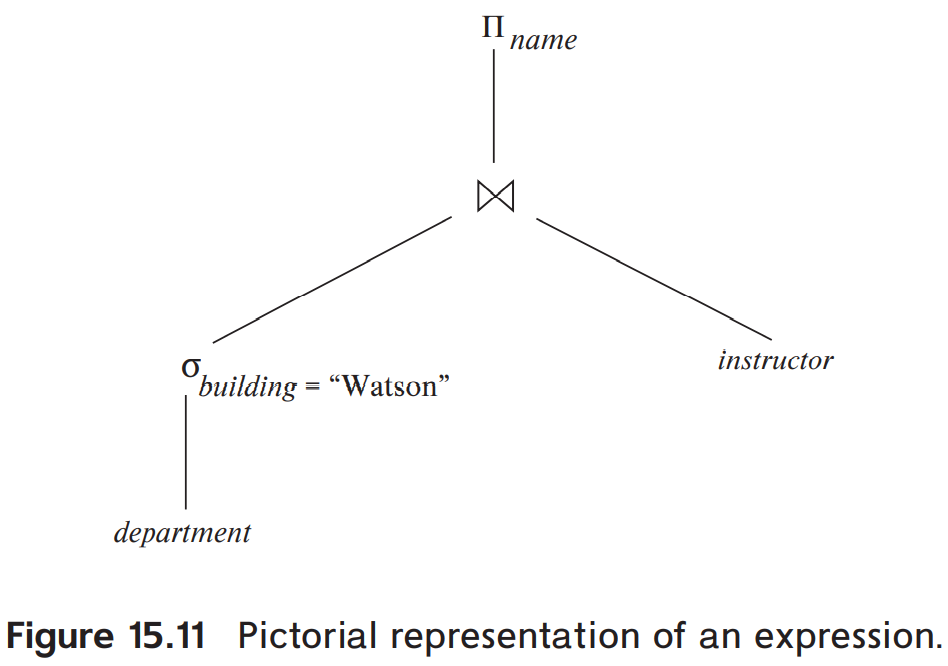 Π name
⋈
σ building = “Watson”
instructor
department
Figure 15.11 Pictorial representation of an expression.